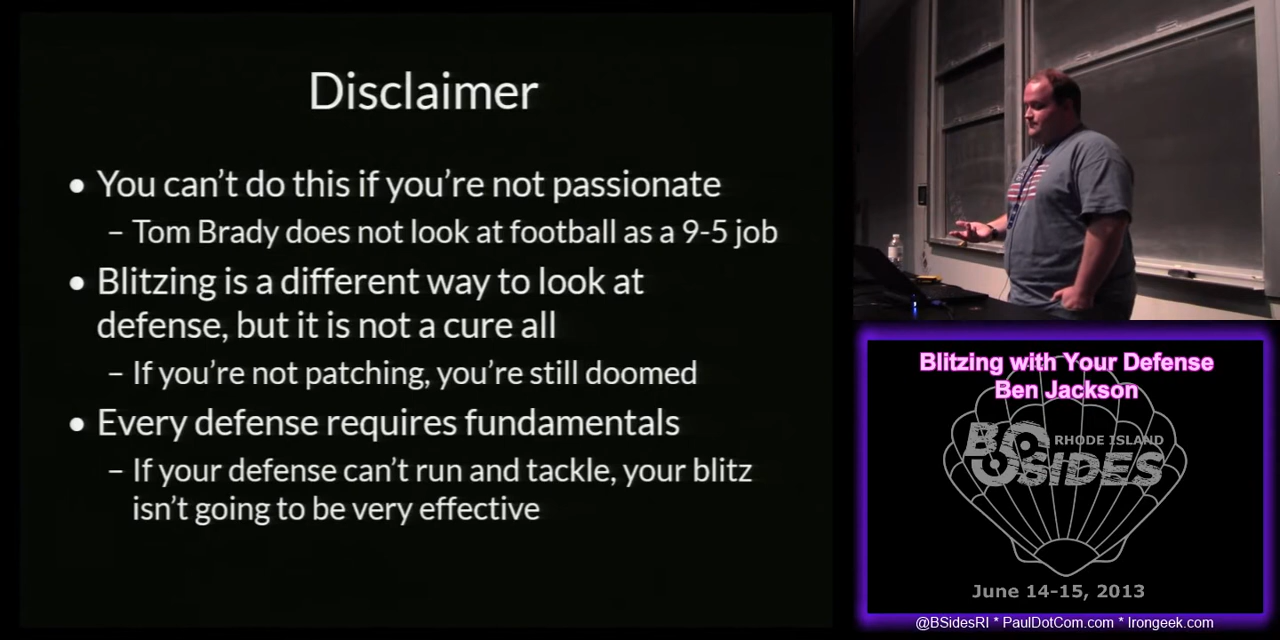 Disclaimer
• You can't do this if you're not passionate
– Tom Brady does not look at football as a 9-5 job
• Blitzing is a different way to look at
defense, but it is not a cure all
– If you're not patching, you're still doomed
• Every defense requires fundamentals
– If your defense can't run and tackle, your blitz
isn't going to be very effective
Blitzing with Your Defense
Ben Jackson
BSIDES
RHODE ISLAND
June 14-15, 2013
@BSidesRI * PaulDotCom.com * Irongeek.com